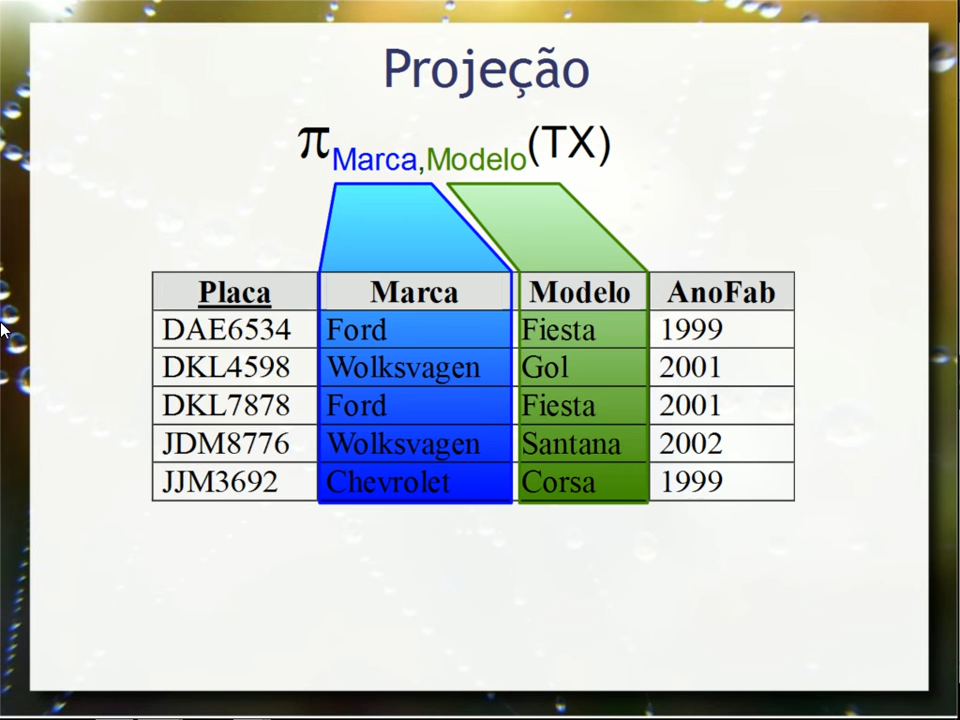 Projeção
πMarca,Modelo(TX)
Placa Marca Modelo AnoFab
DAE6534 Ford Fiesta 1999
DKL4598 Wolksvagen Gol 2001
DKL7878 Ford Fiesta 2001
JDM8776 Wolksvagen Santana 2002
JJM3692 Chevrolet Corsa 1999